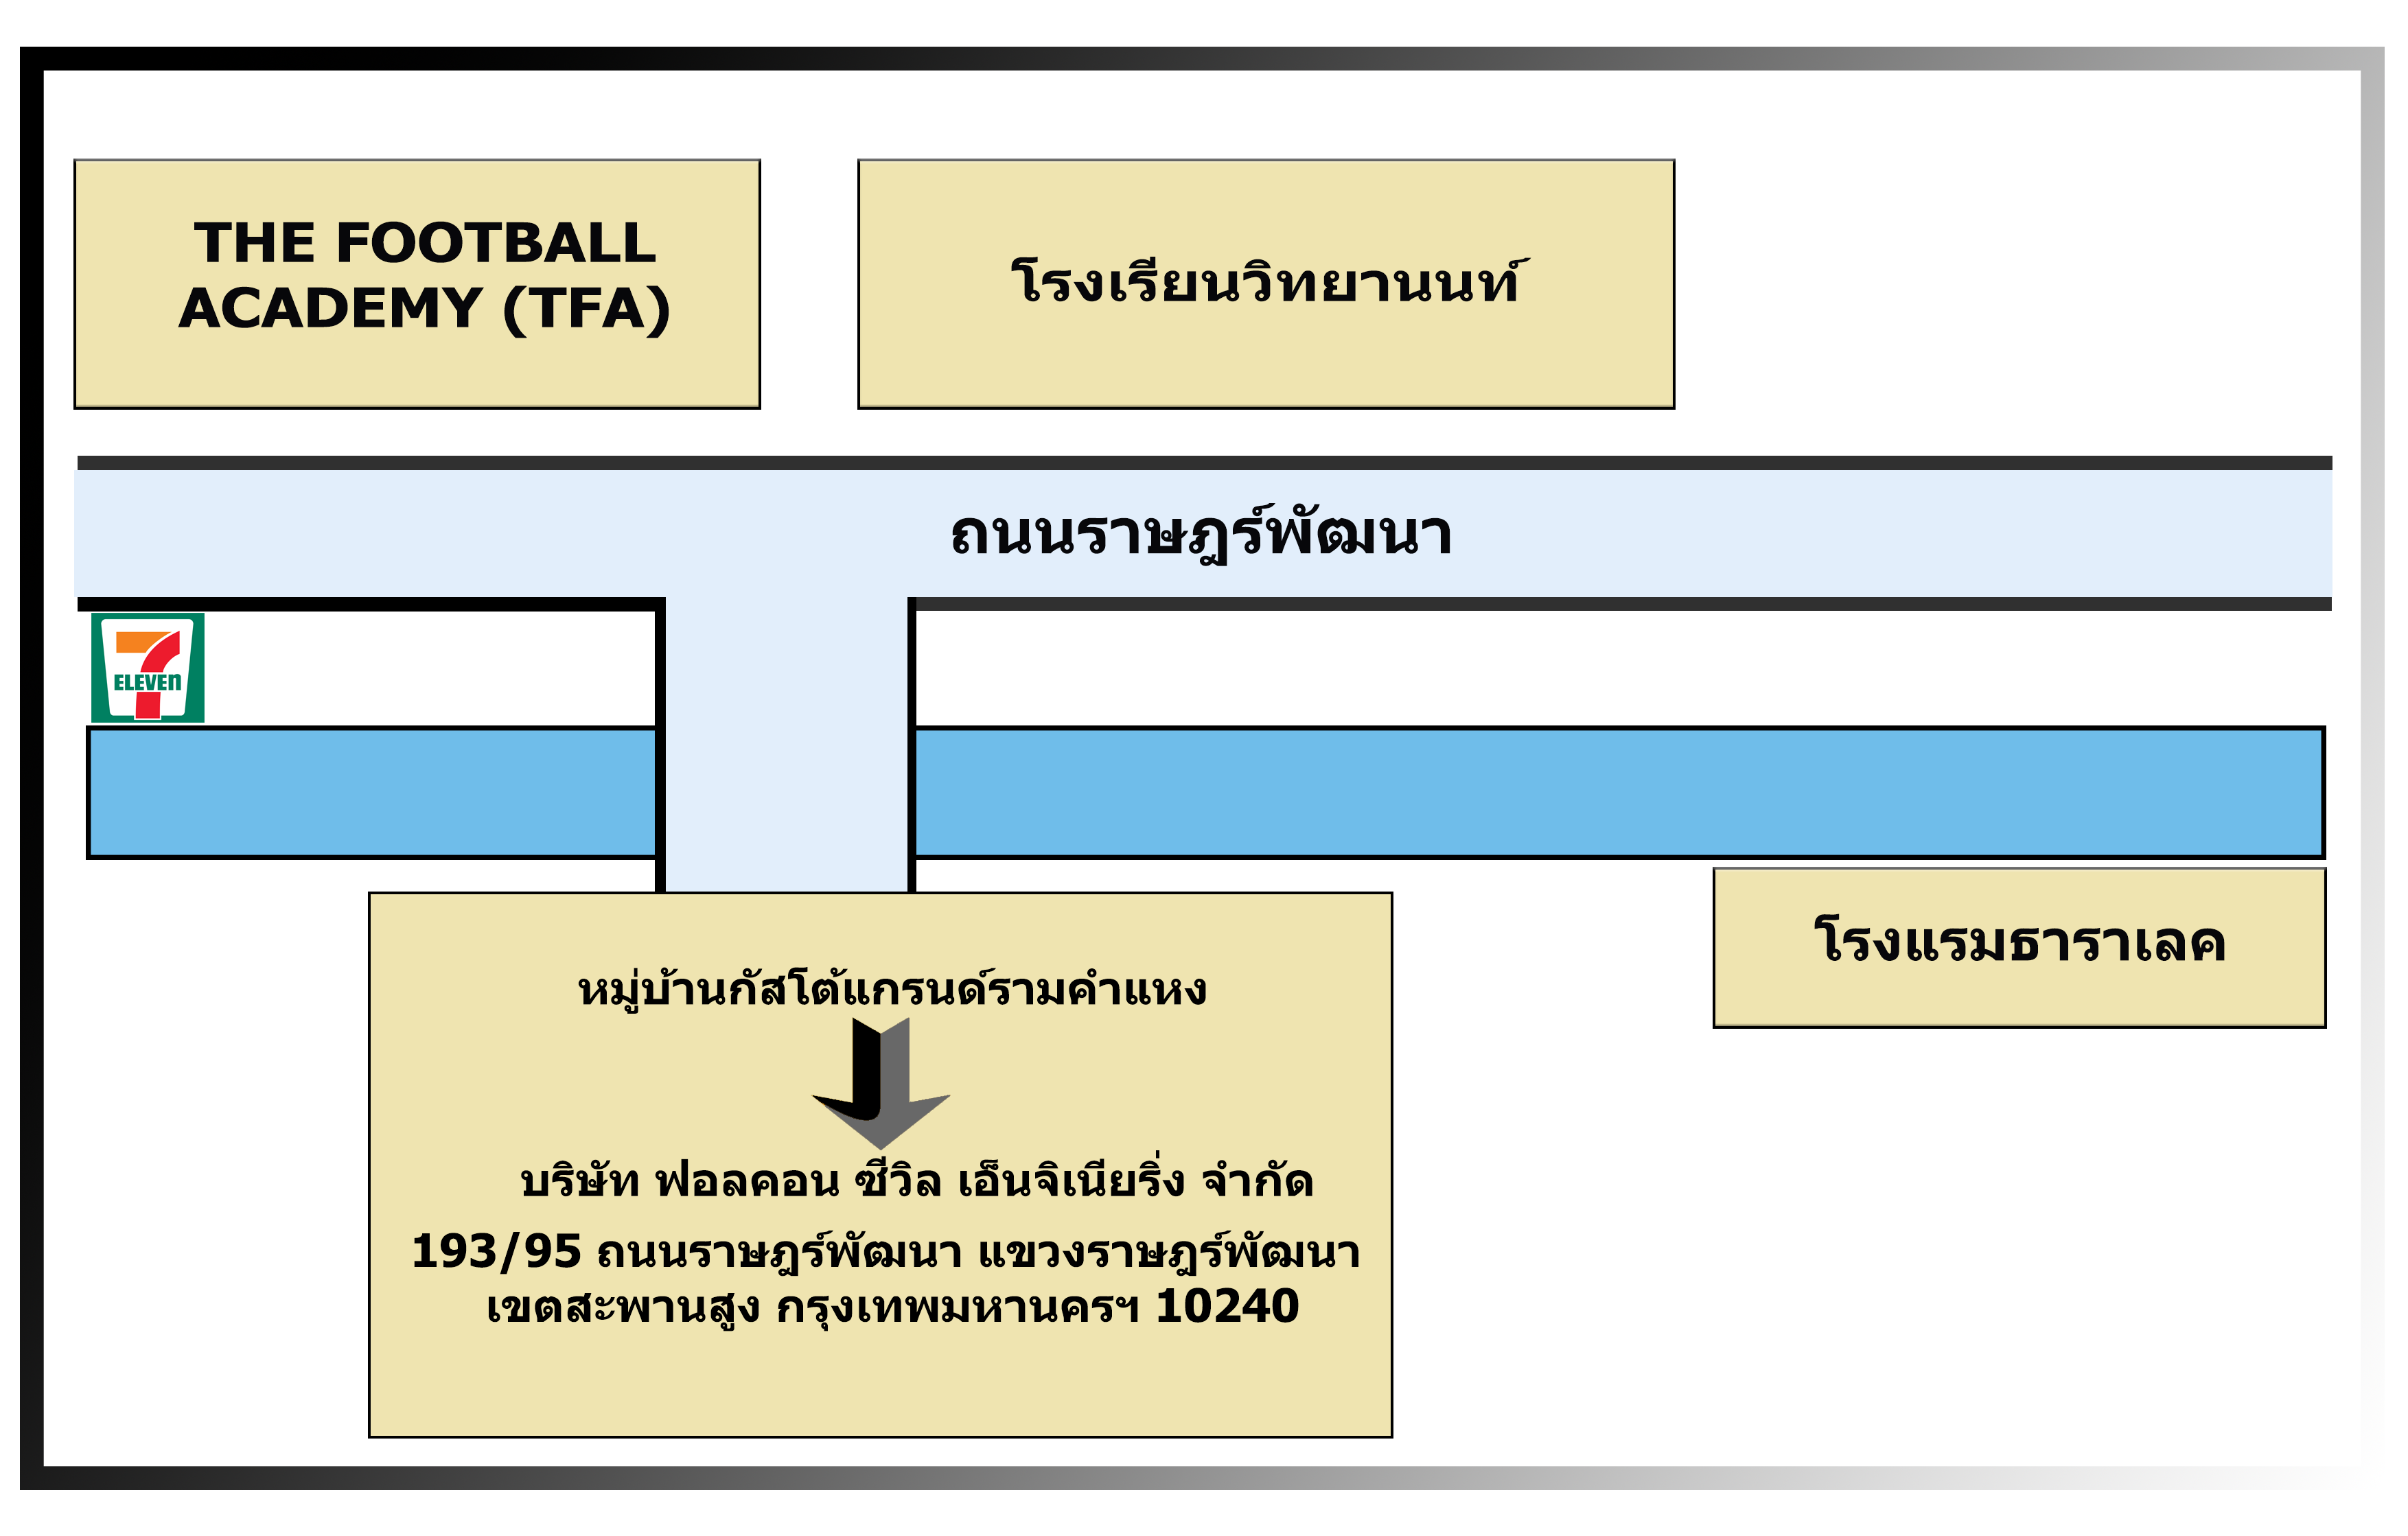 THE FOOTBALL
ACADEMY (TFA)
โรงเรียนวิทยานนท์
ถนนราษฎร์พัฒนา
7
ELEVEn
โรงแรมธาราเลค
หมู่บ้านกัสโต้แกรนด์รามคำแหง
บริษัท ฟอลคอน ซีวิล เอ็นจิเนียริ่ง จำกัด
193/95 ถนนราษฎร์พัฒนา แขวงราษฎร์พัฒนา
เขตสะพานสูง กรุงเทพมหานครฯ 10240